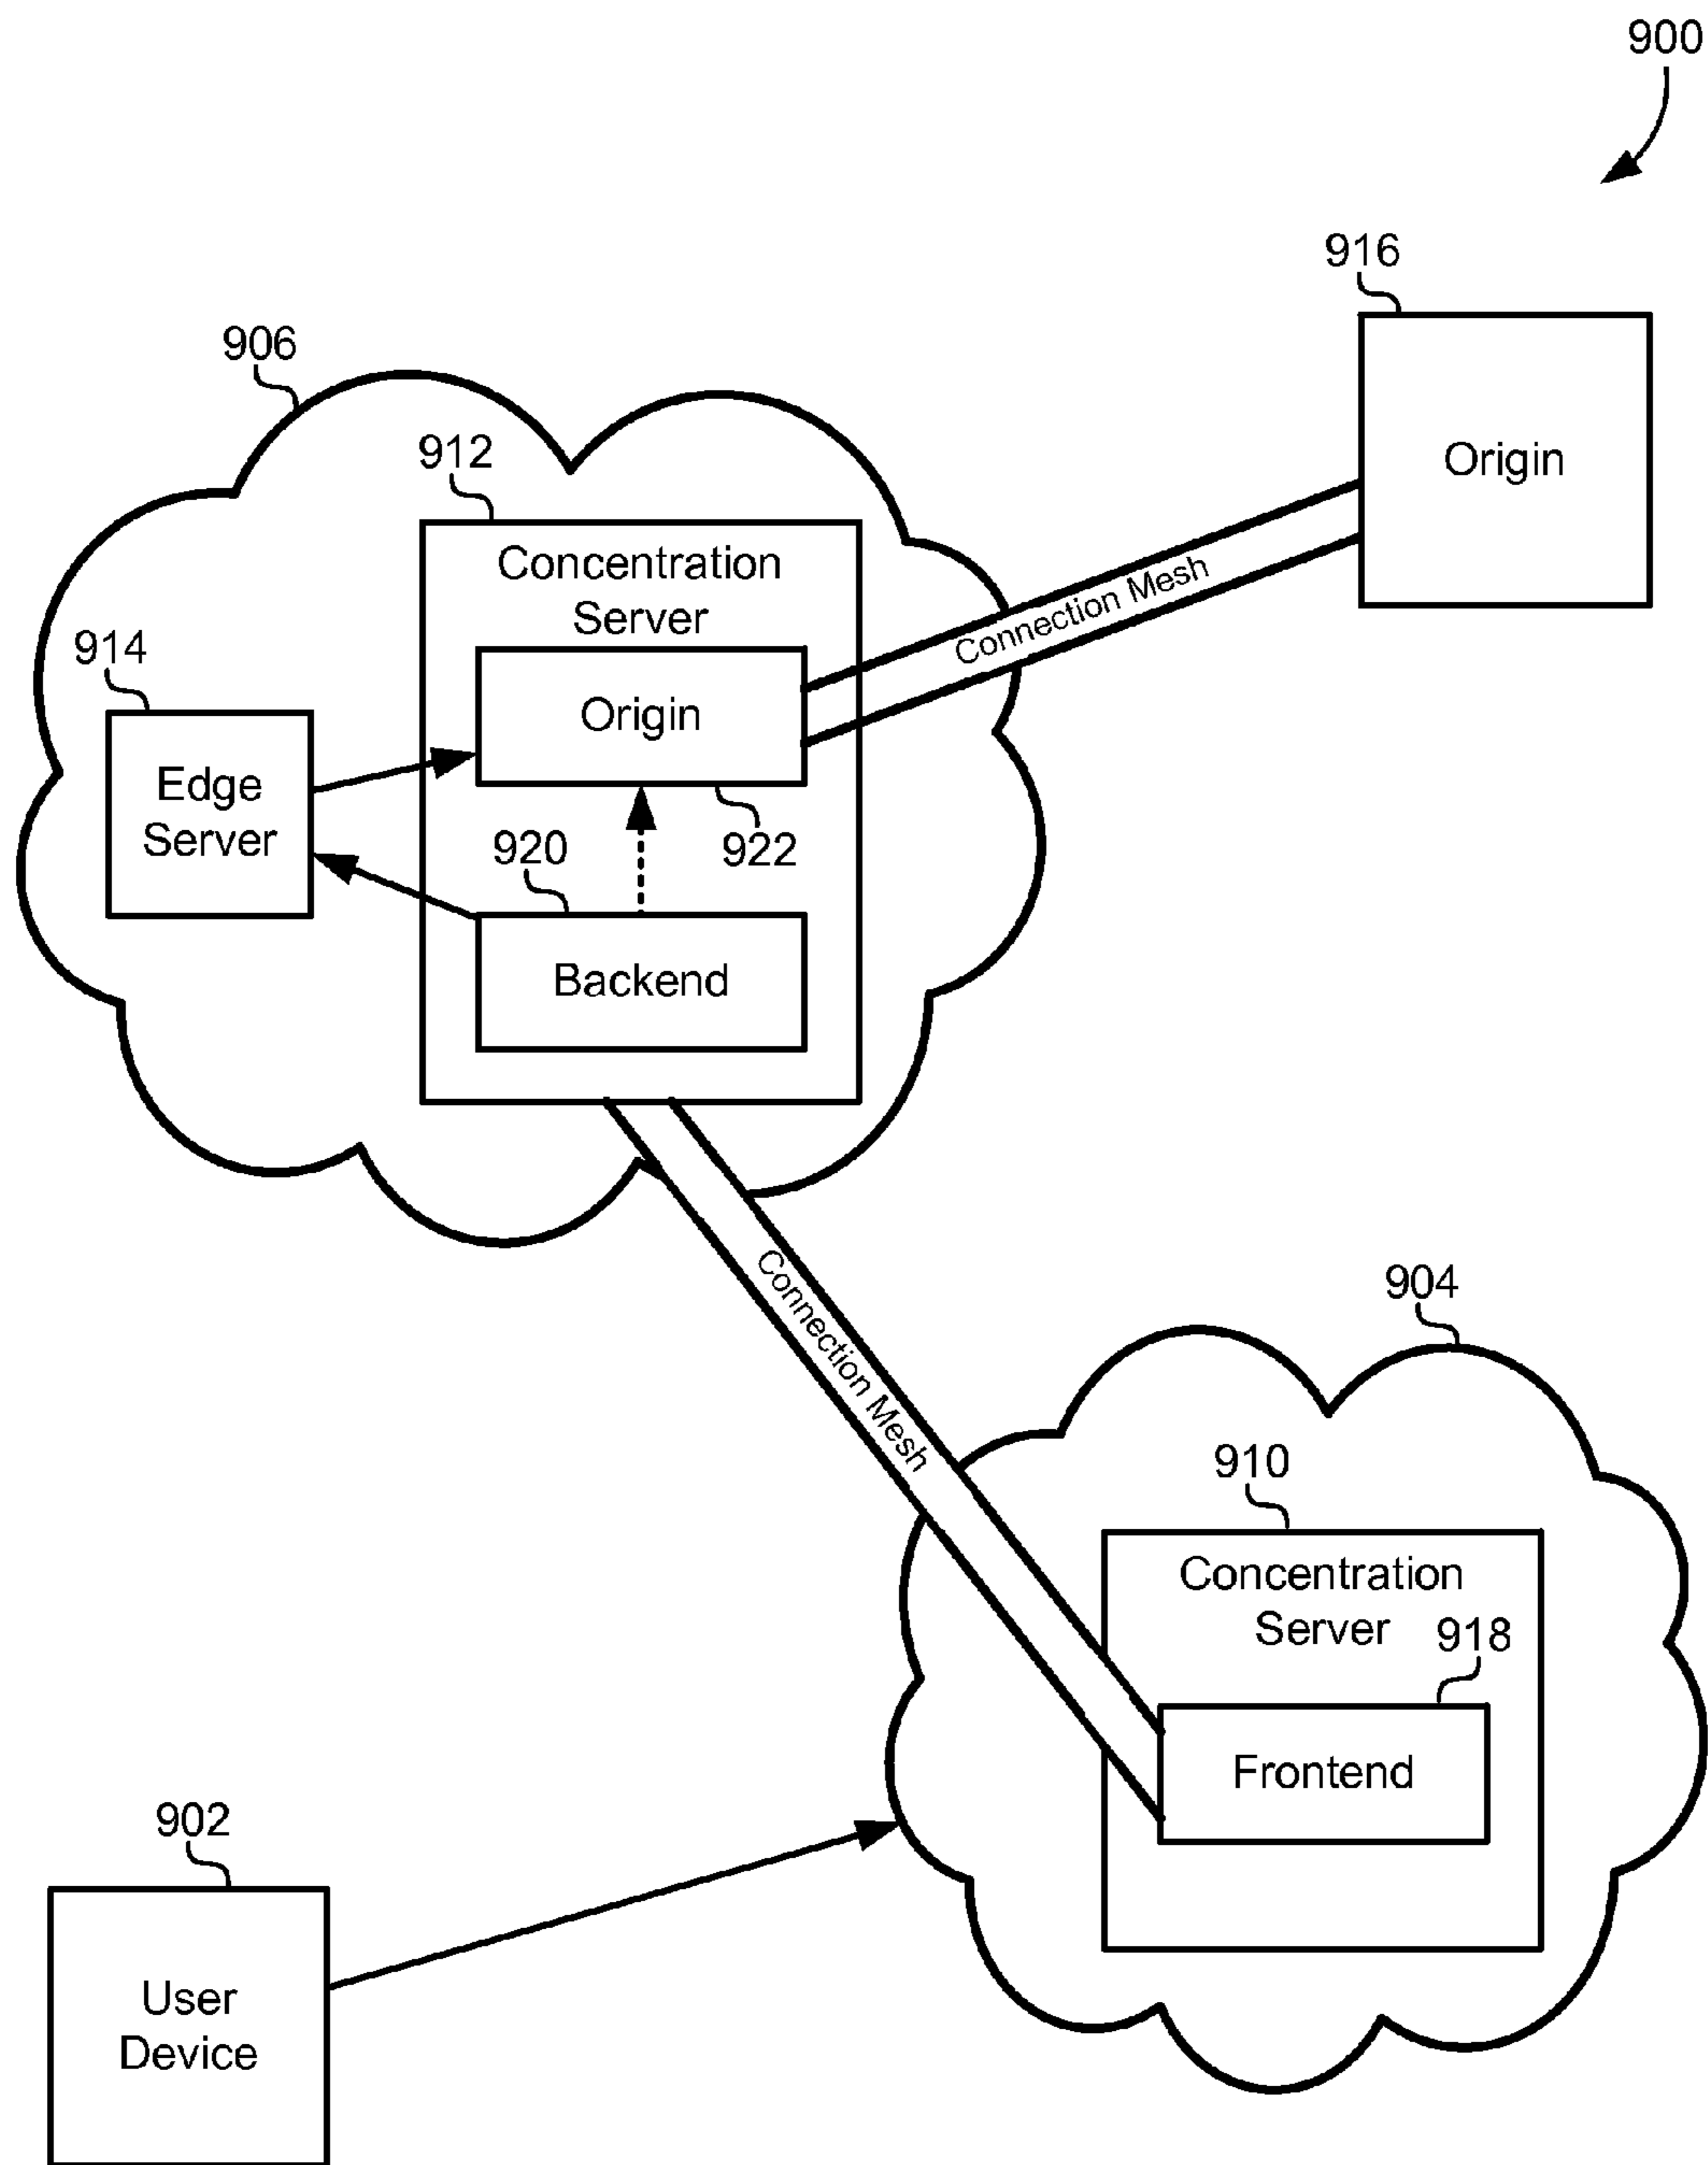 900
916
Origin
906
912
Concentration
Server
Connection Mesh
914
Origin
Edge
Server
922
920
Backend
Connection Mesh
904
910
Concentration
Server
918
Frontend
902
User
Device